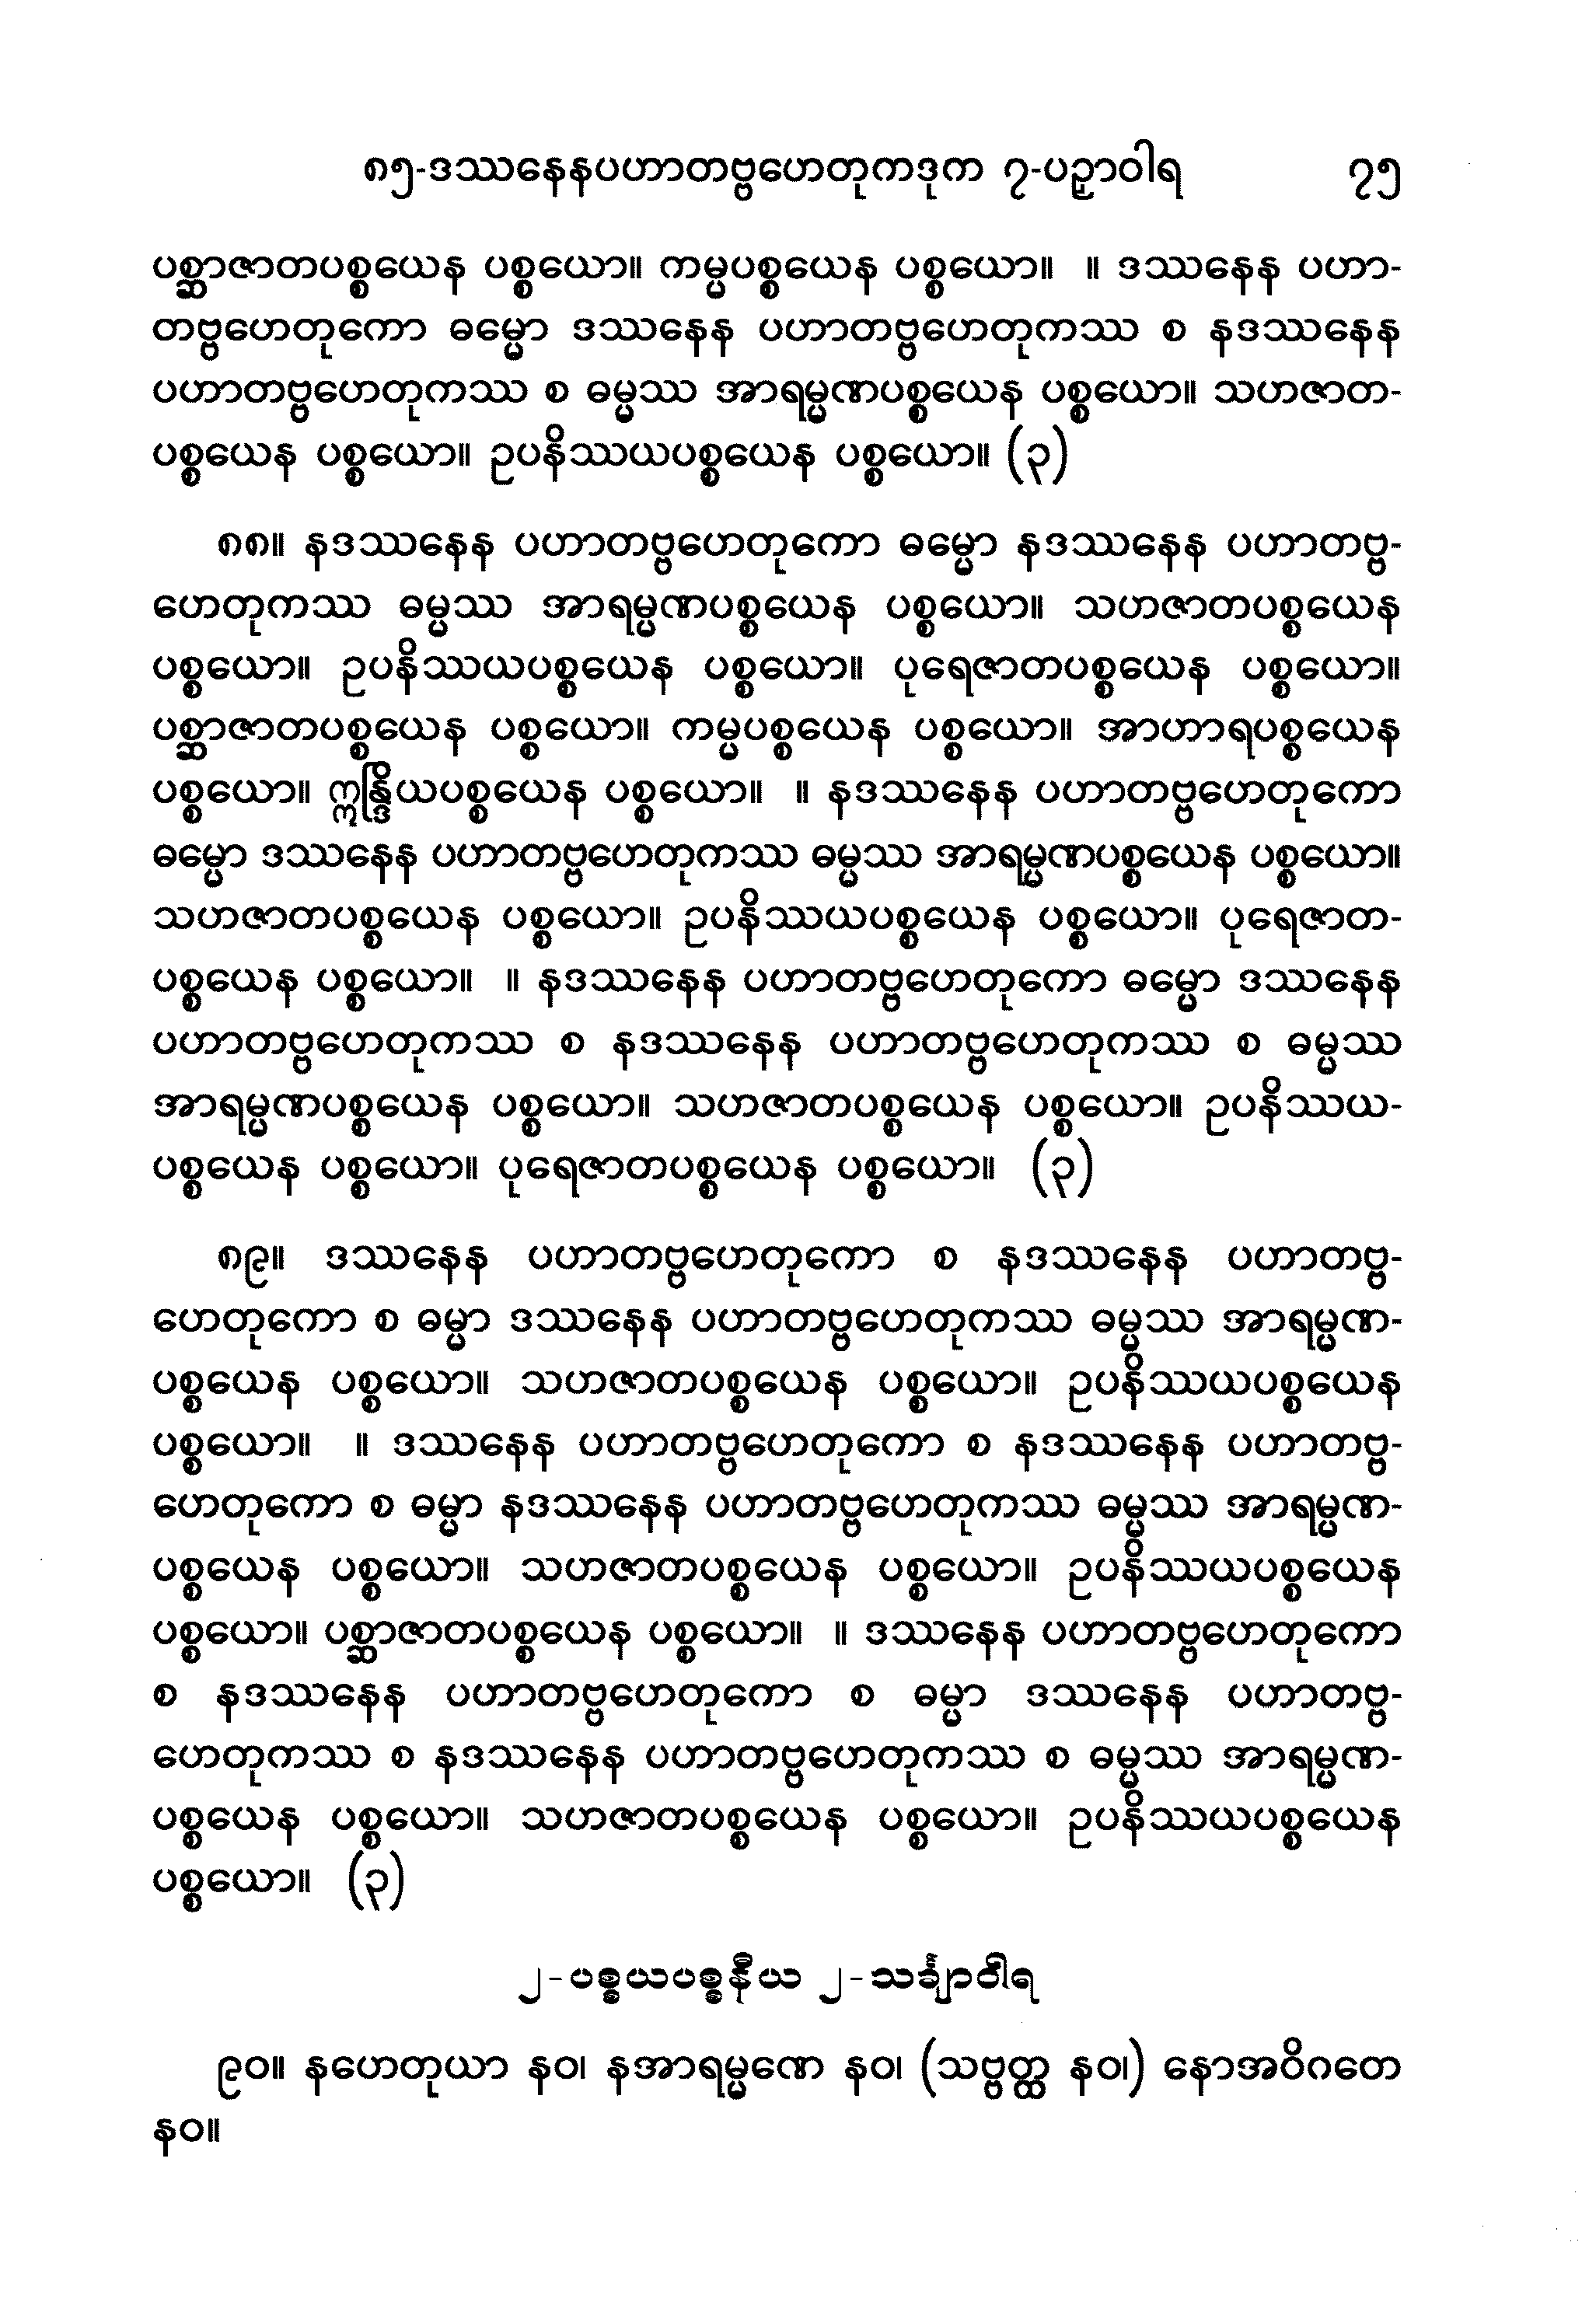 ၈၅-ဒဿနေနပဟာတဗ္ဗဟေတုကဒုက ၇-ပဉှာဝါရ ၇၅
ပစ္ဆာဇာတပစ္စယေန ပစ္စယော။ ကမ္မပစ္စယေန ပစ္စယော။ ။ ဒဿနေန ပဟာ-
တဗ္ဗဟေတုကော ဓမ္မော ဒဿနေန ပဟာတဗ္ဗဟေတုကဿ စ နဒဿနေန
ပဟာတဗ္ဗဟေတုကဿ စ ဓမ္မဿ အာရမ္မဏပစ္စယေန ပစ္စယော။ သဟဇာတ-
ပစ္စယေန ပစ္စယော။ ဥပနိဿယပစ္စယေန ပစ္စယော။ (၃)
၈၈။ နဒဿနေန ပဟာတဗ္ဗဟေတုကော ဓမ္မော နဒဿနေန ပဟာတဗ္ဗ-
ဟေတုကဿ ဓမ္မဿ အာရမ္မဏပစ္စယေန ပစ္စယော။ သဟဇာတပစ္စယေန
ပစ္စယော။ ဥပနိဿယပစ္စယေန ပစ္စယော။ ပုရေဇာတပစ္စယေန ပစ္စယော။
ပစ္ဆာဇာတပစ္စယေန ပစ္စယော။ ကမ္မပစ္စယေန ပစ္စယော။ အာဟာရပစ္စယေန
ပစ္စယော။ ဣန္ဒြိယပစ္စယေန ပစ္စယော။ ။ နဒဿနေန ပဟာတဗ္ဗဟေတုကော
ဓမ္မော ဒဿနေန ပဟာတဗ္ဗဟေတုကဿ ဓမ္မဿ အာရမ္မဏပစ္စယေန ပစ္စယော။
သဟဇာတပစ္စယေန ပစ္စယော။ ဥပနိဿယပစ္စယေန ပစ္စယော။ ပုရေဇာတ-
ပစ္စယေန ပစ္စယော။ ။ နဒဿနေန ပဟာတဗ္ဗဟေတုကော ဓမ္မော ဒဿနေန
ပဟာတဗ္ဗဟေတုကဿ စ နဒဿနေန ပဟာတဗ္ဗဟေတုကဿ စ ဓမ္မဿ
အာရမ္မဏပစ္စယေန ပစ္စယော။ သဟဇာတပစ္စယေန ပစ္စယော။ ဥပနိဿယ-
ပစ္စယေန ပစ္စယော။ ပုရေဇာတပစ္စယေန ပစ္စယော။ (၃)
၈၉။ ဒဿနေန ပဟာတဗ္ဗဟေတုကော စ နဒဿနေန ပဟာတဗ္ဗ-
ဟေတုကော စ ဓမ္မာ ဒဿနေန ပဟာတဗ္ဗဟေတုကဿ ဓမ္မဿ အာရမ္မဏ-
ပစ္စယေန ပစ္စယော။ သဟဇာတပစ္စယေန ပစ္စယော။ ဥပနိဿယပစ္စယေန
ပစ္စယော။ ။ ဒဿနေန ပဟာတဗ္ဗဟေတုကော စ နဒဿနေန ပဟာတဗ္ဗ-
ဟေတုကော စ ဓမ္မာ နဒဿနေန ပဟာတဗ္ဗဟေတုကဿ ဓမ္မဿ အာရမ္မဏ-
ပစ္စယေန ပစ္စယော။ သဟဇာတပစ္စယေန ပစ္စယော။ ဥပနိဿယပစ္စယေန
ပစ္စယော။ ပစ္ဆာဇာတပစ္စယေန ပစ္စယော။ ။ ဒဿနေန ပဟာတဗ္ဗဟေတုကော
စ နဒဿနေန ပဟာတဗ္ဗဟေတုကော စ ဓမ္မာ ဒဿနေန ပဟာတဗ္ဗ-
ဟေတုကဿ စ နဒဿနေန ပဟာတဗ္ဗဟေတုကဿ စ ဓမ္မဿ အာရမ္မဏ-
ပစ္စယေန ပစ္စယော။ သဟဇာတပစ္စယေန ပစ္စယော။ ဥပနိဿယပစ္စယေန
ပစ္စယော။ (၃)
၂-ပစ္စယပစ္စနီယ ၂-သင်္ချာဝါရ
၉၀။ နဟေတုယာ နဝ၊ နအာရမ္မဏေ နဝ၊ (သဗ္ဗတ္ထ နဝ၊) နောအဝိဂတေ
နဝ။